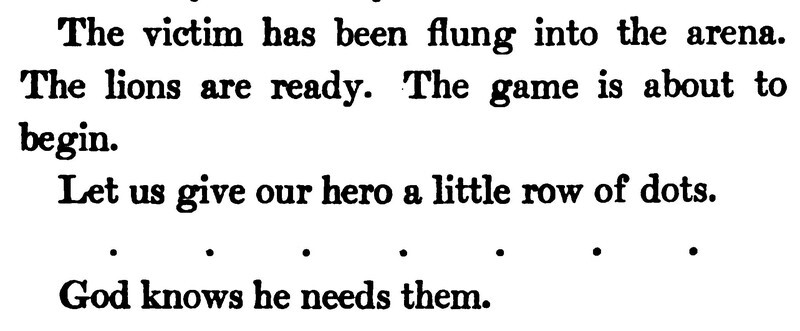 The victim has been flung into the arena.
The lions are ready. The game is about to
begin.
Let us give our hero a little row of dots.
. . . . . . .
God knows he needs them.